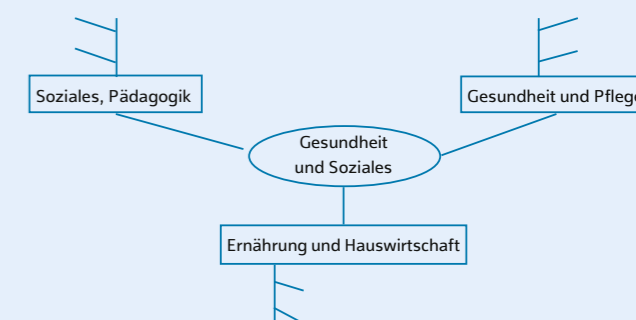 Soziales, Pädagogik
Gesundheit und Pflege
Gesundheit
und Soziales
Ernährung und Hauswirtschaft